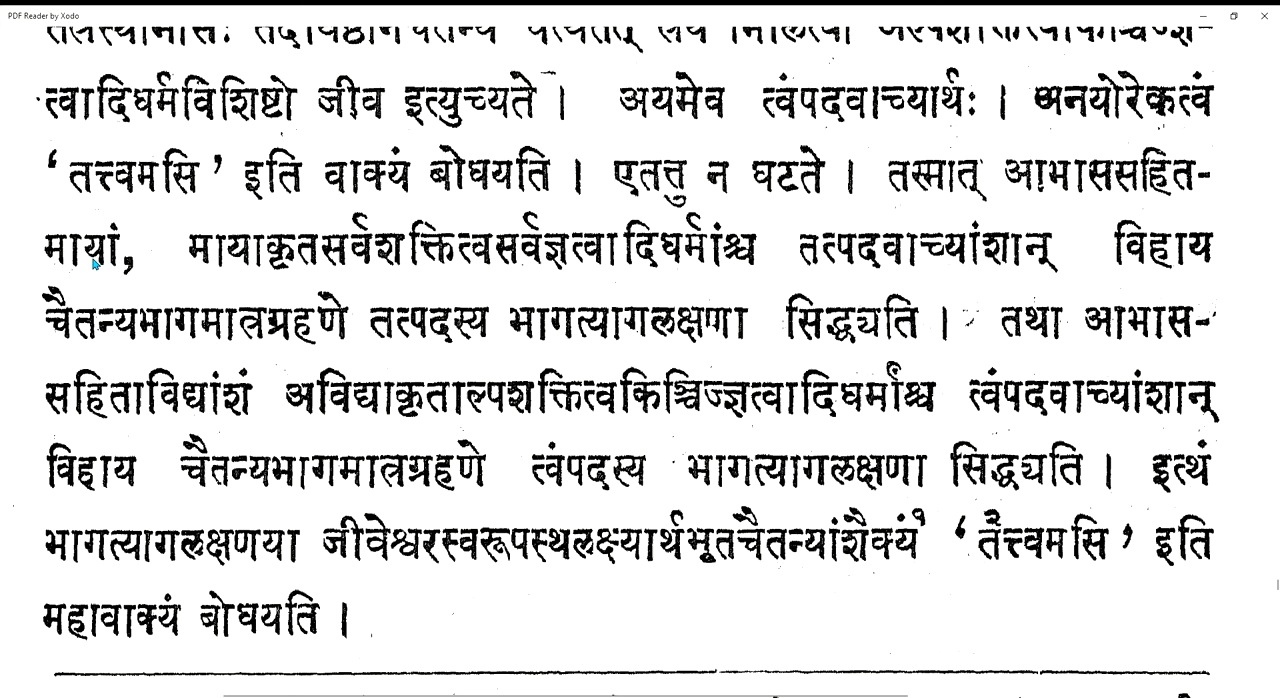 PDF Reader by Xodo
त्वादिधर्मविशिष्टो जीव इत्युच्यते । अयमेव त्वंपदवाच्यार्थः । अनयोरेकत्वं
‘तत्त्वमसि’ इति वाक्यं बोधयति । एतत्तु न घटते । तस्मात् आभाससहित-
मायां, मायाकृतसर्वशक्तित्वसर्वज्ञत्वादिधर्मांश्च तत्पदवाच्यांशान् विहाय
चैतन्यभागमात्रग्रहणे तत्पदस्य भागत्यागलक्षणा सिद्ध्यति । तथा आभास-
सहिताविद्यांशं अविद्याकृताल्पशक्तित्वकिञ्चिज्ज्ञत्वादिधर्मांश्च त्वंपदवाच्यांशान्
विहाय चैतन्यभागमात्रग्रहणे त्वंपदस्य भागत्यागलक्षणा सिद्ध्यति । इत्थं
भागत्यागलक्षणया जीवेश्वरस्वरूपस्थलक्ष्यार्थभूतचैतन्यांशैक्यं१ ‘तत्त्वमसि’ इति
महावाक्यं बोधयति ।